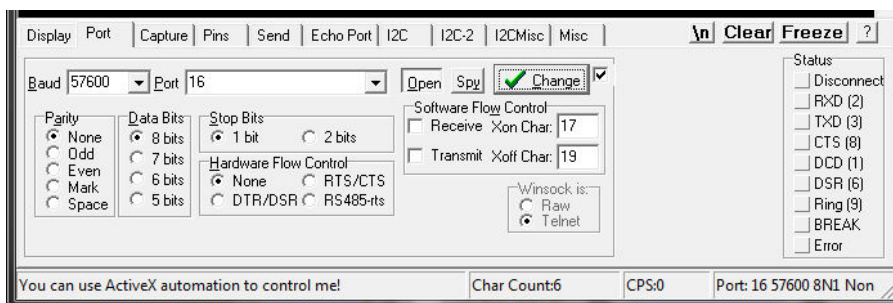 Display Port Capture Pins Send Echo Port I2C I2C-2 I2CMisc Misc \n Clear Freeze ?
Baud 57600 Port 16 Open Spy Change
Parity
None
Odd
Even
Mark
Space
Data Bits
8 bits
7 bits
6 bits
5 bits
Stop Bits
1 bit 2 bits
Hardware Flow Control
None RTS/CTS
DTR/DSR RS485-rts
Software Flow Control
Receive Xon Char: 17
Transmit Xoff Char: 19
Winsock is:
Raw
Telnet
Status
Disconnect
RXD (2)
TXD (3)
CTS (8)
DCD (1)
DSR (6)
Ring (9)
BREAK
Error
You can use ActiveX automation to control me! Char Count:6 CPS:0 Port: 16 57600 8N1 Non